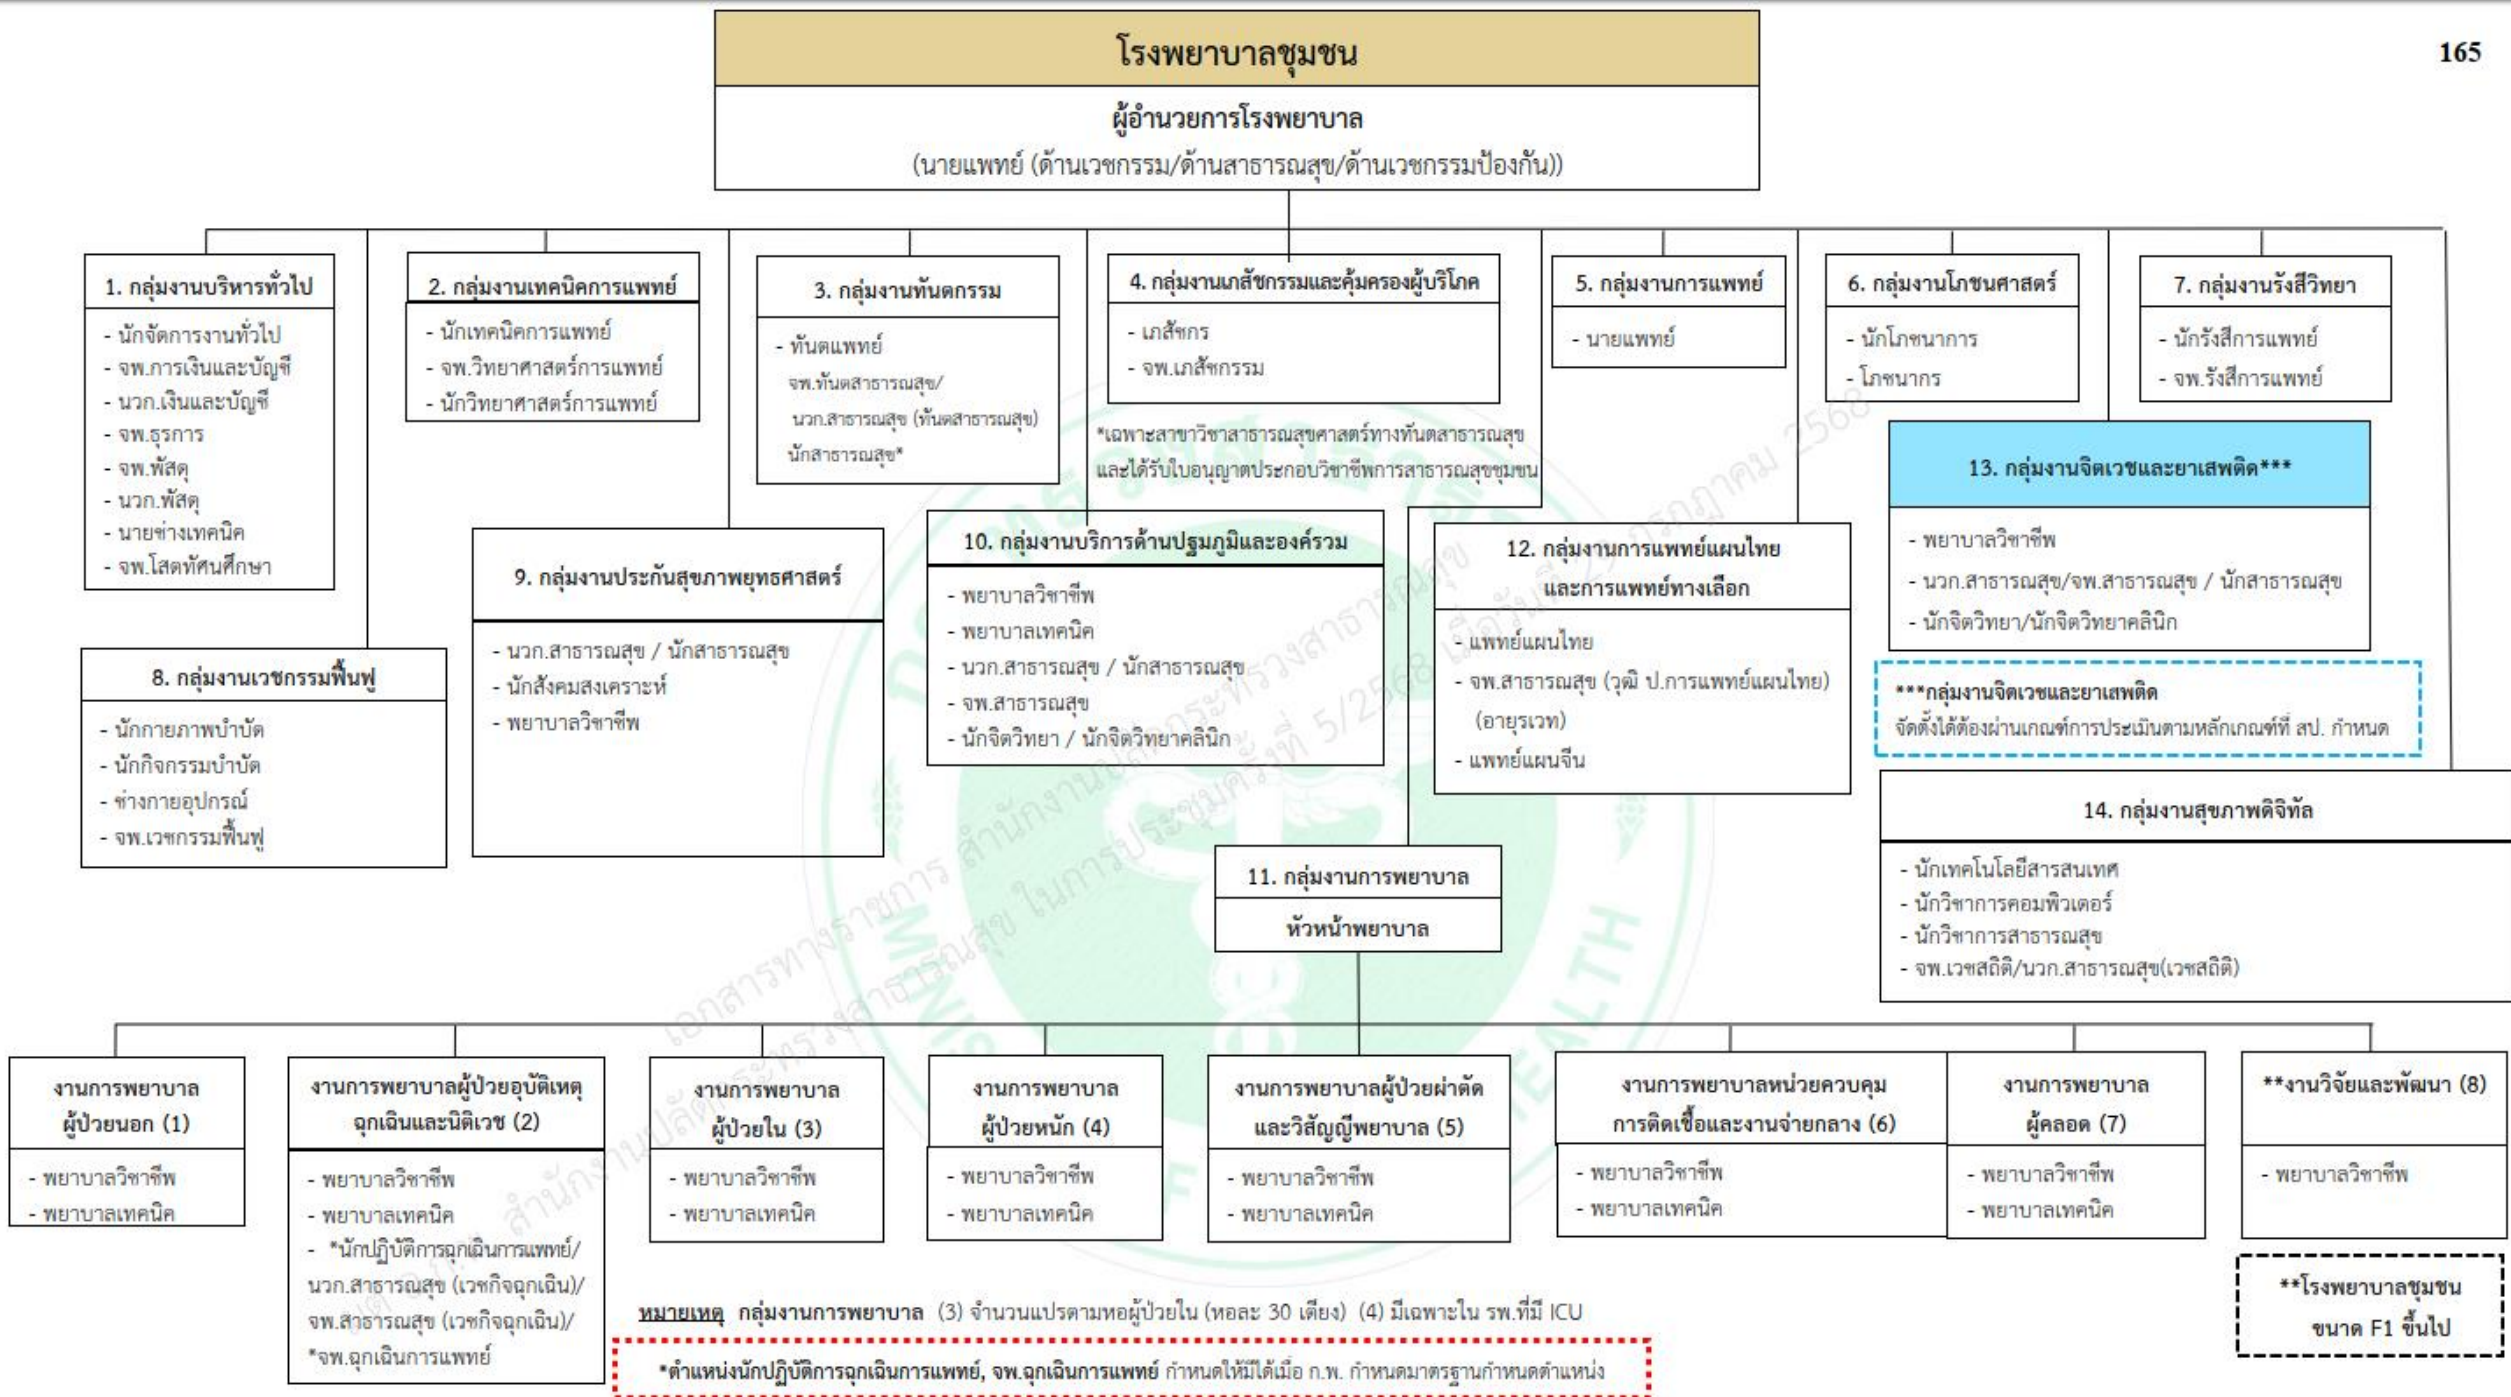 165
โรงพยาบาลชุมชน
ผู้อำนวยการโรงพยาบาล
(นายแพทย์ (ด้านเวชกรรม/ด้านสาธารณสุข/ด้านเวชกรรมป้องกัน))
1. กลุ่มงานบริหารทั่วไป
- นักจัดการงานทั่วไป
- จพ.การเงินและบัญชี
- นวก.เงินและบัญชี
- จพ.ธุรการ
- จพ.พัสดุ
- นวก.พัสดุ
- นายช่างเทคนิค
- จพ.โสตทัศนศึกษา
2. กลุ่มงานเทคนิคการแพทย์
- นักเทคนิคการแพทย์
- จพ.วิทยาศาสตร์การแพทย์
- นักวิทยาศาสตร์การแพทย์
3. กลุ่มงานทันตกรรม
- ทันตแพทย์
จพ.ทันตสาธารณสุข/
นวก.สาธารณสุข (ทันตสาธารณสุข)
นักสาธารณสุข*
4. กลุ่มงานเภสัชกรรมและคุ้มครองผู้บริโภค
- เภสัชกร
- จพ.เภสัชกรรม
*เฉพาะสาขาวิชาสาธารณสุขศาสตร์ทางทันตสาธารณสุข
และได้รับใบอนุญาตประกอบวิชาชีพการสาธารณสุขชุมชน
5. กลุ่มงานการแพทย์
- นายแพทย์
6. กลุ่มงานโภชนศาสตร์
- นักโภชนาการ
- โภชนากร
7. กลุ่มงานรังสีวิทยา
- นักรังสีการแพทย์
- จพ.รังสีการแพทย์
8. กลุ่มงานเวชกรรมฟื้นฟู
- นักกายภาพบำบัด
- นักกิจกรรมบำบัด
- ช่างกายอุปกรณ์
- จพ.เวชกรรมฟื้นฟู
9. กลุ่มงานประกันสุขภาพยุทธศาสตร์
- นวก.สาธารณสุข / นักสาธารณสุข
- นักสังคมสงเคราะห์
- พยาบาลวิชาชีพ
10. กลุ่มงานบริการด้านปฐมภูมิและองค์รวม
- พยาบาลวิชาชีพ
- พยาบาลเทคนิค
- นวก.สาธารณสุข / นักสาธารณสุข
- จพ.สาธารณสุข
- นักจิตวิทยา / นักจิตวิทยาคลินิก
12. กลุ่มงานการแพทย์แผนไทย
และการแพทย์ทางเลือก
- แพทย์แผนไทย
- จพ.สาธารณสุข (วุฒิ ป.การแพทย์แผนไทย)
(อายุรเวท)
- แพทย์แผนจีน
13. กลุ่มงานจิตเวชและยาเสพติด***
- พยาบาลวิชาชีพ
- นวก.สาธารณสุข/จพ.สาธารณสุข / นักสาธารณสุข
- นักจิตวิทยา/นักจิตวิทยาคลินิก
***กลุ่มงานจิตเวชและยาเสพติด
จัดตั้งได้ต้องผ่านเกณฑ์การประเมินตามหลักเกณฑ์ที่ สป. กำหนด
14. กลุ่มงานสุขภาพดิจิทัล
- นักเทคโนโลยีสารสนเทศ
- นักวิชาการคอมพิวเตอร์
- นักวิชาการสาธารณสุข
- จพ.เวชสถิติ/นวก.สาธารณสุข(เวชสถิติ)
11. กลุ่มงานการพยาบาล
หัวหน้าพยาบาล
งานการพยาบาล
ผู้ป่วยนอก (1)
- พยาบาลวิชาชีพ
- พยาบาลเทคนิค
งานการพยาบาลผู้ป่วยอุบัติเหตุ
ฉุกเฉินและนิติเวช (2)
- พยาบาลวิชาชีพ
- พยาบาลเทคนิค
- *นักปฏิบัติการฉุกเฉินการแพทย์/
นวก.สาธารณสุข (เวชกิจฉุกเฉิน)/
จพ.สาธารณสุข (เวชกิจฉุกเฉิน)/
*จพ.ฉุกเฉินการแพทย์
งานการพยาบาล
ผู้ป่วยใน (3)
- พยาบาลวิชาชีพ
- พยาบาลเทคนิค
งานการพยาบาล
ผู้ป่วยหนัก (4)
- พยาบาลวิชาชีพ
- พยาบาลเทคนิค
งานการพยาบาลผู้ป่วยผ่าตัด
และวิสัญญีพยาบาล (5)
- พยาบาลวิชาชีพ
- พยาบาลเทคนิค
งานการพยาบาลหน่วยควบคุม
การติดเชื้อและงานจ่ายกลาง (6)
- พยาบาลวิชาชีพ
- พยาบาลเทคนิค
งานการพยาบาล
ผู้คลอด (7)
- พยาบาลวิชาชีพ
- พยาบาลเทคนิค
**งานวิจัยและพัฒนา (8)
- พยาบาลวิชาชีพ
**โรงพยาบาลชุมชน
ขนาด F1 ขึ้นไป
หมายเหตุ กลุ่มงานการพยาบาล (3) จำนวนแปรตามหอผู้ป่วยใน (หอละ 30 เตียง) (4) มีเฉพาะใน รพ.ที่มี ICU
*ตำแหน่งนักปฏิบัติการฉุกเฉินการแพทย์, จพ.ฉุกเฉินการแพทย์ กำหนดให้มีได้เมื่อ ก.พ. กำหนดมาตรฐานกำหนดตำแหน่ง